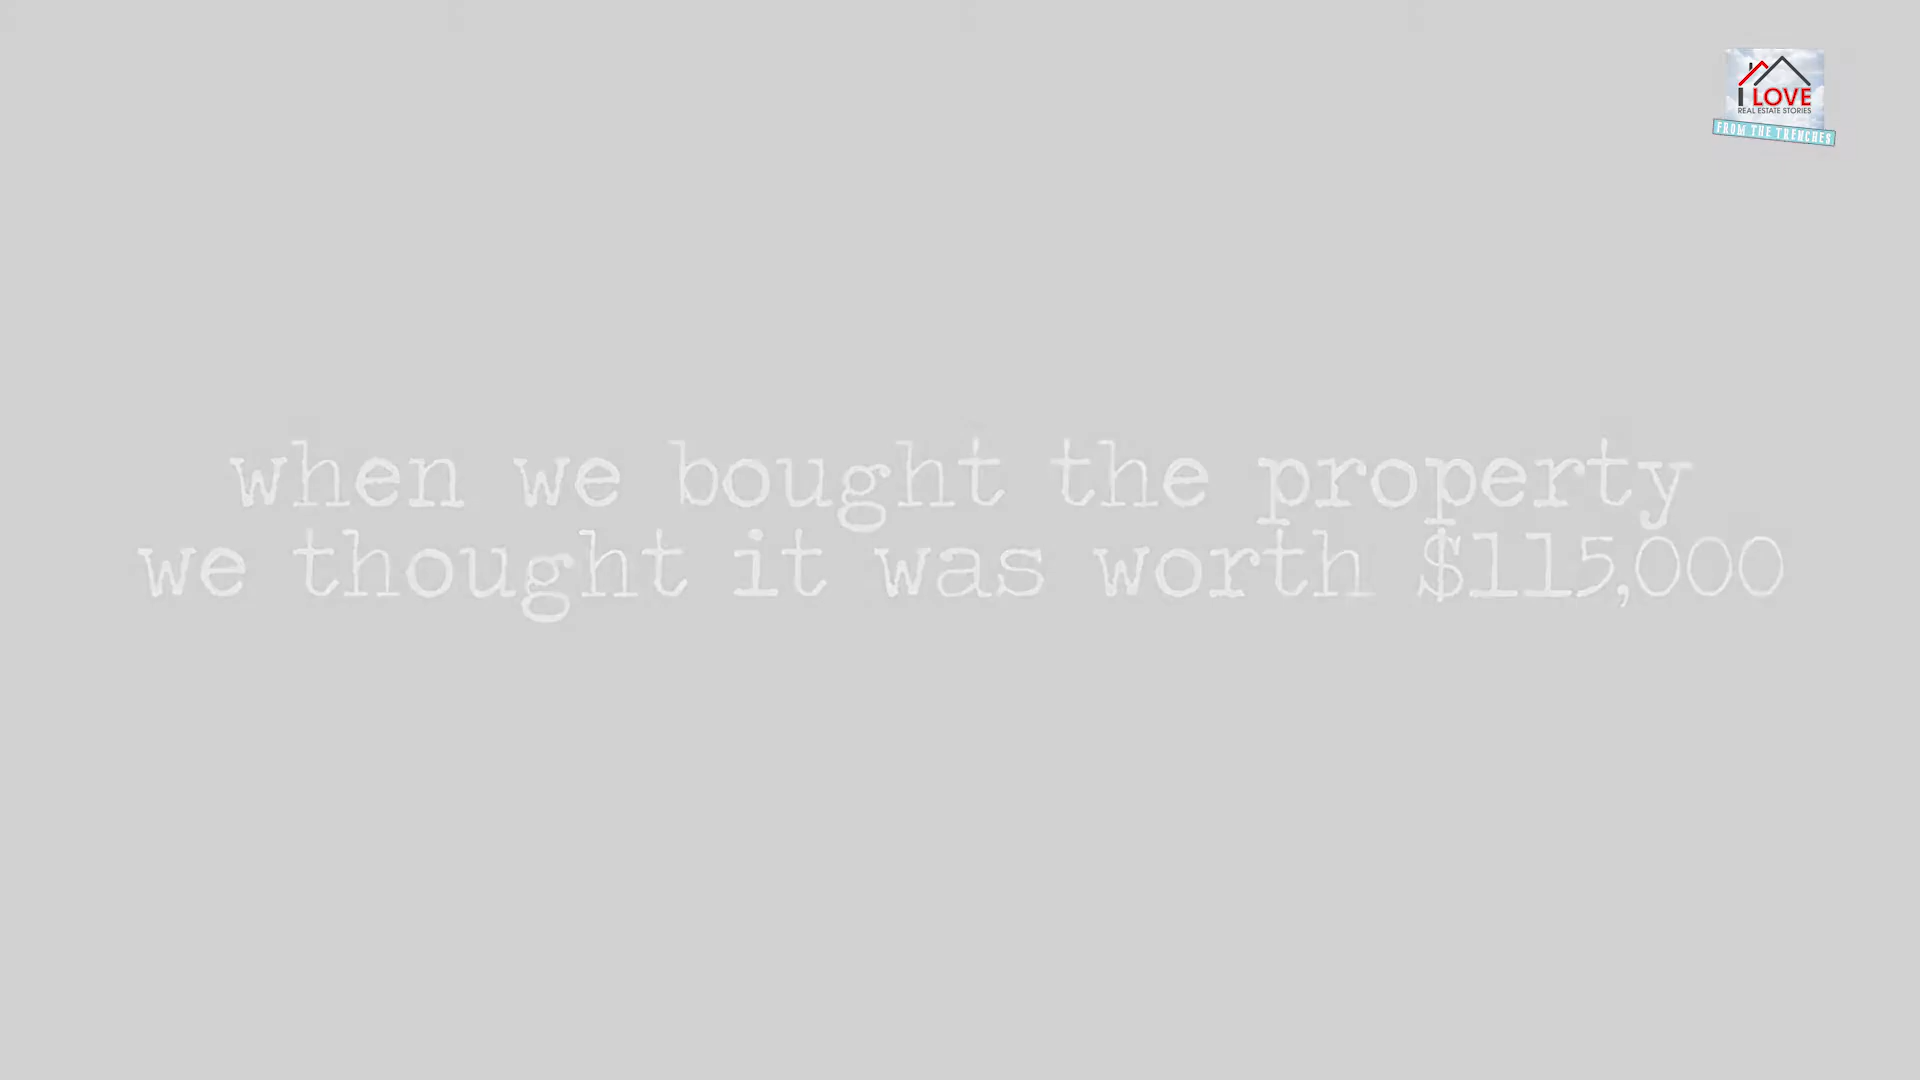 I LOVE
REAL ESTATE STORIES
FROM THE TRENCHES
when we bought the property
we thought it was worth $115,000